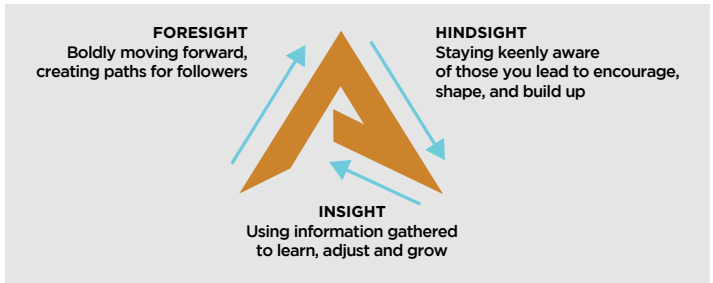 FORESIGHT
Boldly moving forward,
creating paths for followers
HINDSIGHT
Staying keenly aware
of those you lead to encourage,
shape, and build up
INSIGHT
Using information gathered
to learn, adjust and grow